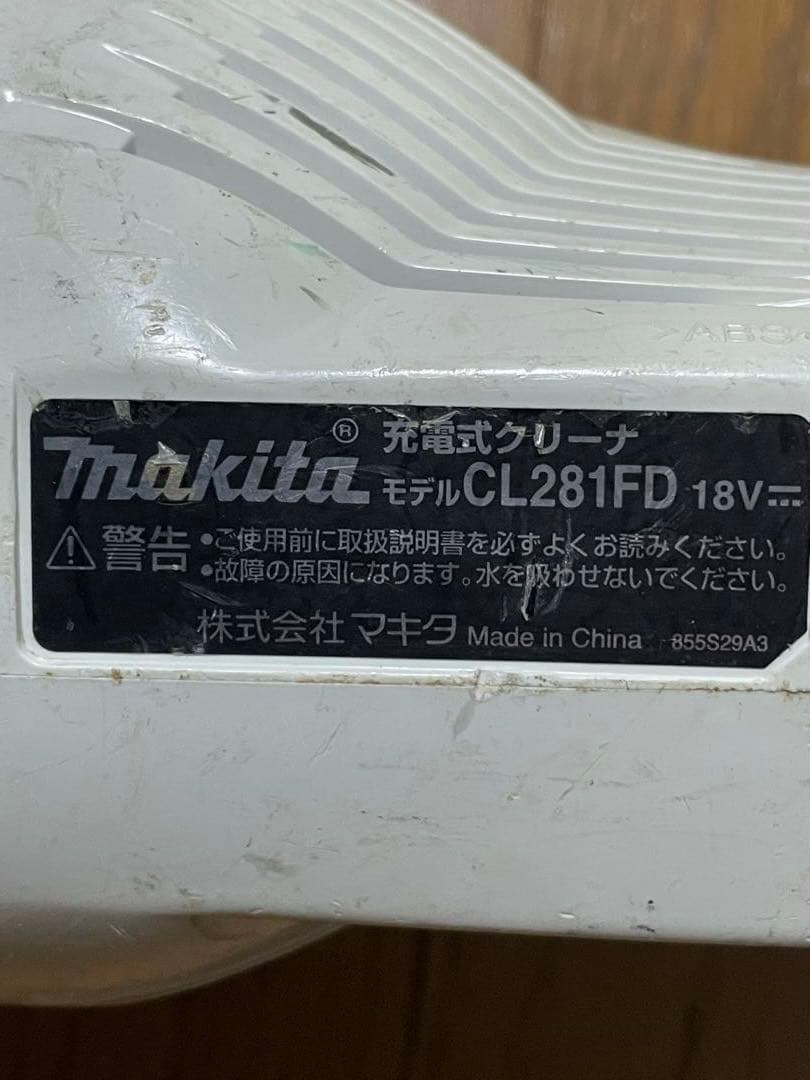 >ABS<
makita® 充電式クリーナ
モデルCL281FD 18V⎓
⚠警告 •ご使用前に取扱説明書を必ずよくお読みください。
•故障の原因になります。水を吸わせないでください。
株式会社マキタ Made in China 855S29A3